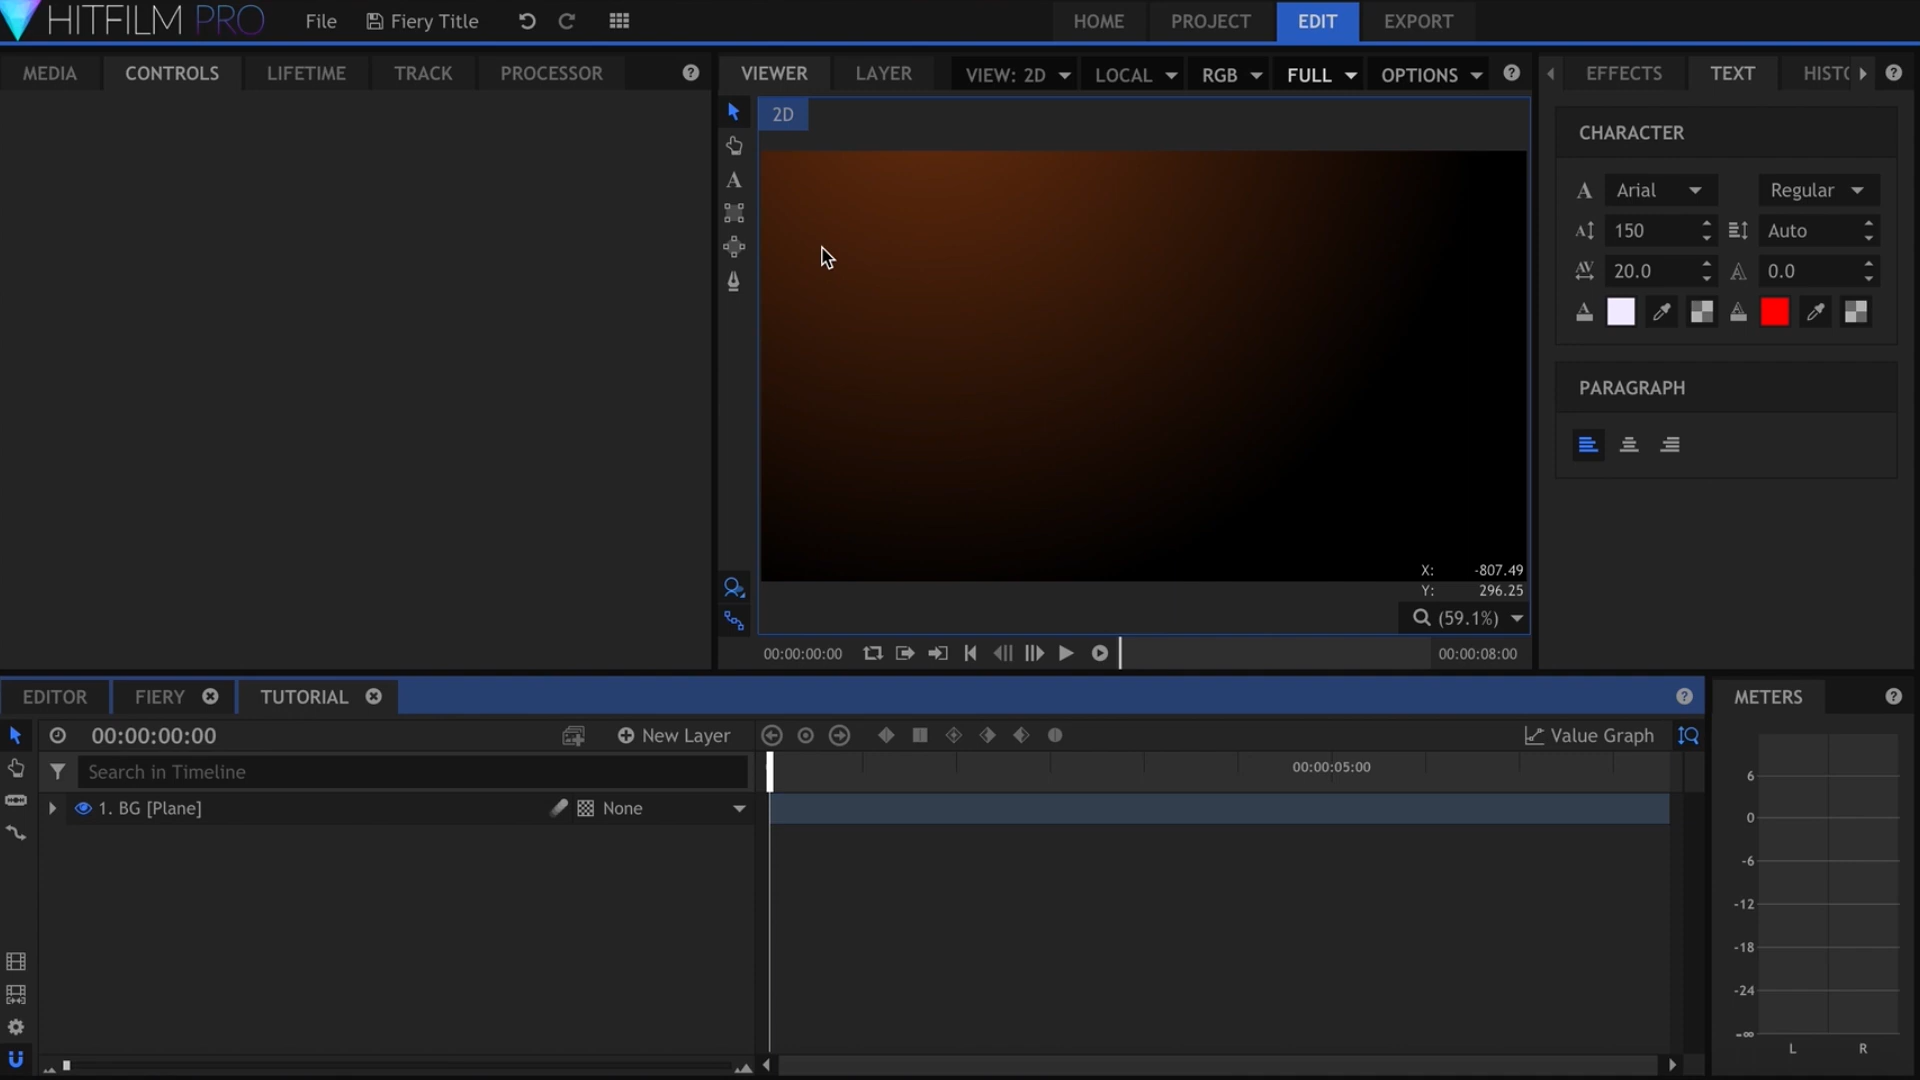 HITFILM PRO File Fiery Title HOME PROJECT EDIT EXPORT
MEDIA CONTROLS LIFETIME TRACK PROCESSOR
VIEWER LAYER VIEW: 2D LOCAL RGB FULL OPTIONS
EFFECTS TEXT HISTO
2D
CHARACTER
Arial Regular
150 Auto
20.0 0.0
PARAGRAPH
X: -807.49
Y: 296.25
(59.1%)
00:00:00:00 00:00:08:00
EDITOR FIERY TUTORIAL
METERS
00:00:00:00 New Layer Value Graph
Search in Timeline
00:00:05:00
1. BG [Plane] None
6
0
-6
-12
-18
-24
-∞
L R